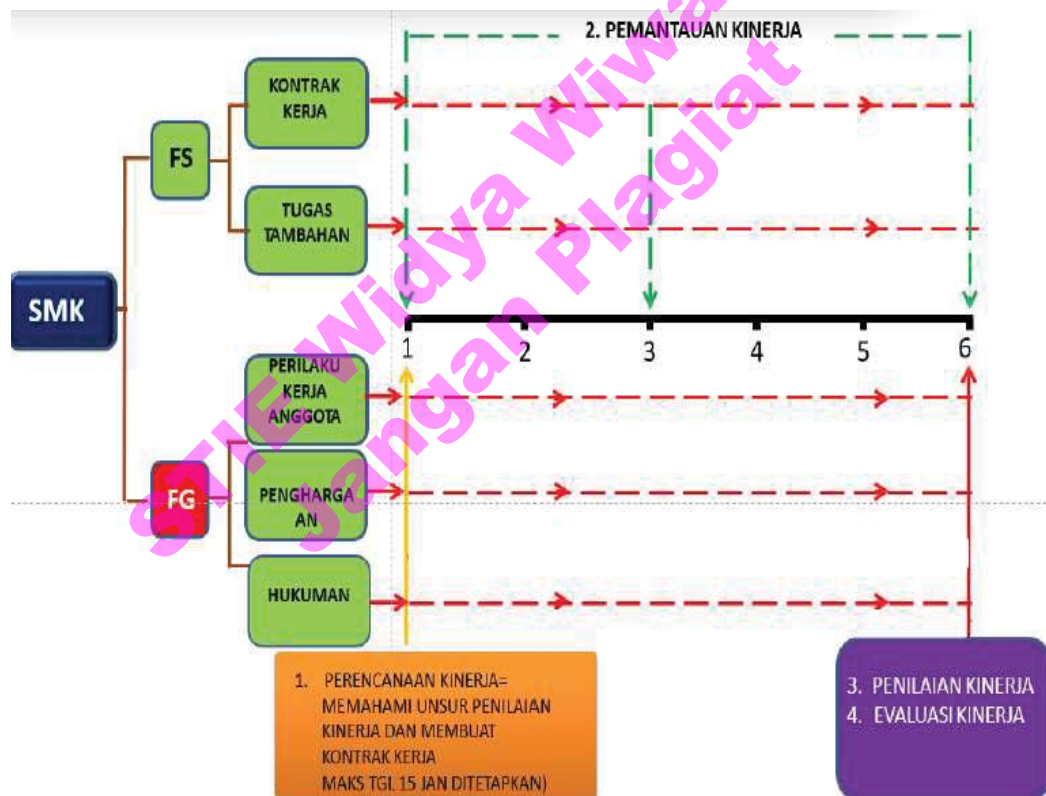 2. PEMANTAUAN KINERJA
KONTRAK
KERJA
FS
TUGAS
TAMBAHAN
SMK
1 2 3 4 5 6
PERILAKU
KERJA
ANGGOTA
FG
PENGHARGA
AN
HUKUMAN
1. PERENCANAAN KINERJA=
MEMAHAMI UNSUR PENILAIAN
KINERJA DAN MEMBUAT
KONTRAK KERJA
MAKS TGL 15 JAN DITETAPKAN)
3. PENILAIAN KINERJA
4. EVALUASI KINERJA
STIE Widya
Jangan Plagiat